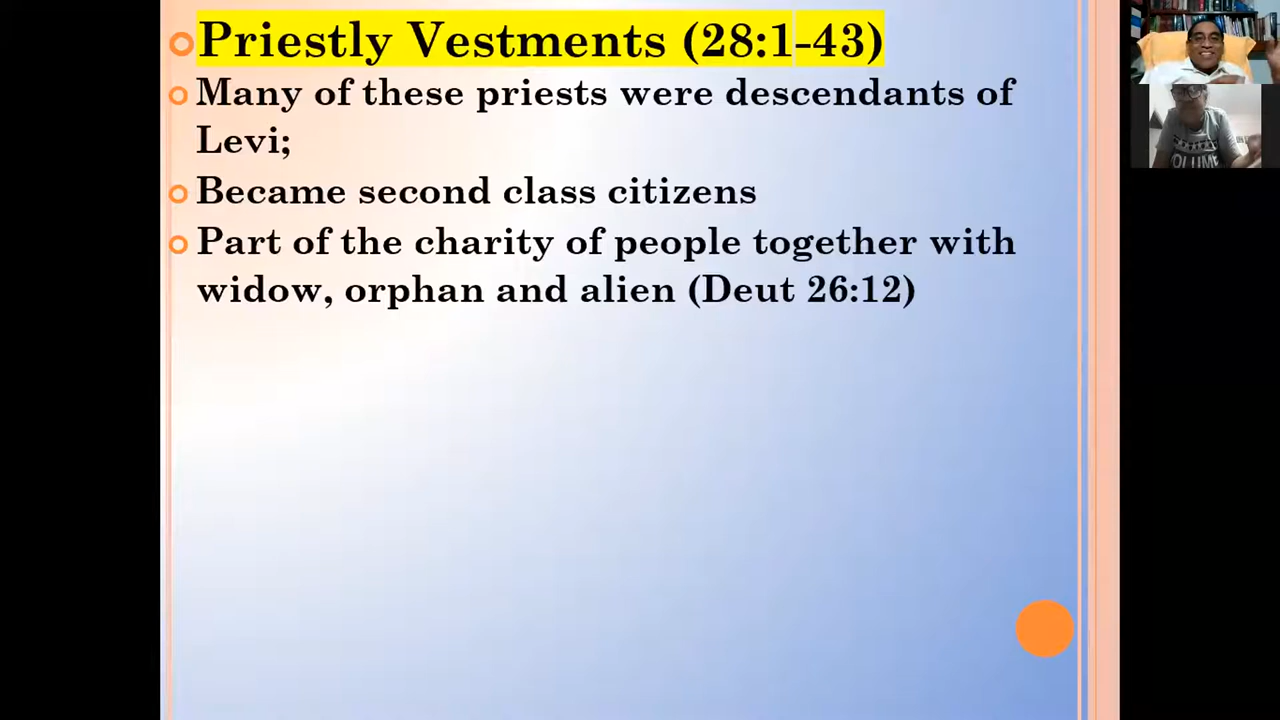 Priestly Vestments (28:1-43)
Many of these priests were descendants of
Levi;
Became second class citizens
Part of the charity of people together with
widow, orphan and alien (Deut 26:12)
VOLUME